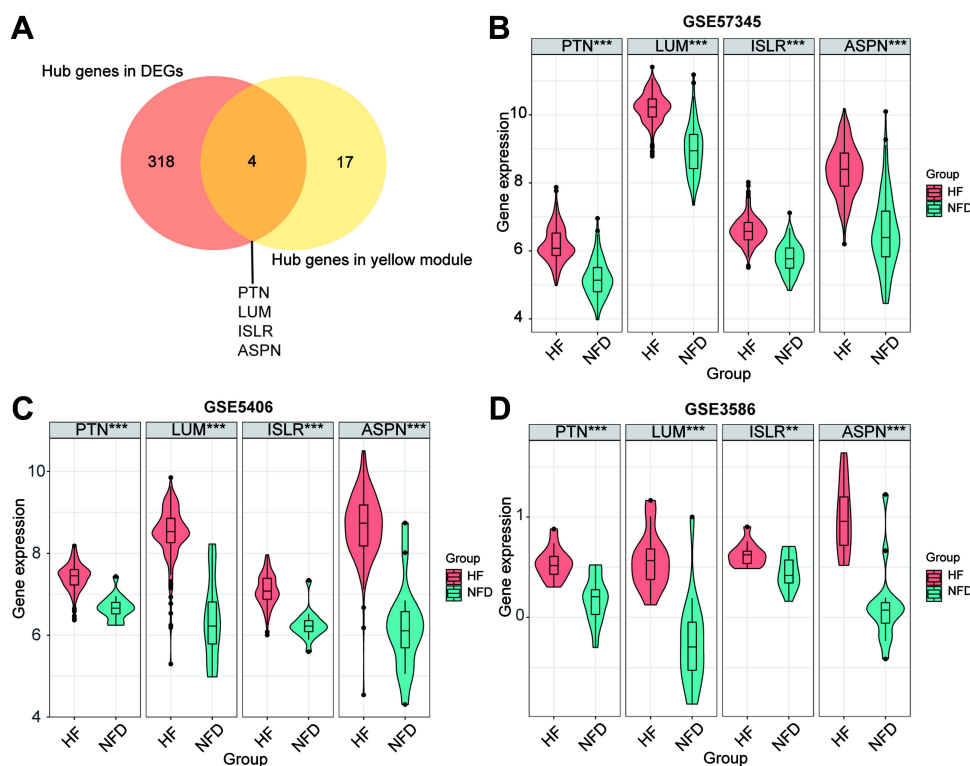 A
Hub genes in DEGs
318
4
17
Hub genes in yellow module
PTN
LUM
ISLR
ASPN
B
GSE57345
PTN***
LUM***
ISLR***
ASPN***
Gene expression
10
8
6
4
HF
NFD
HF
NFD
HF
NFD
HF
NFD
Group
Group
HF
NFD
C
GSE5406
PTN***
LUM***
ISLR***
ASPN***
Gene expression
10
8
6
4
HF
NFD
HF
NFD
HF
NFD
HF
NFD
Group
Group
HF
NFD
D
GSE3586
PTN***
LUM***
ISLR**
ASPN***
Gene expression
1
0
HF
NFD
HF
NFD
HF
NFD
HF
NFD
Group
Group
HF
NFD